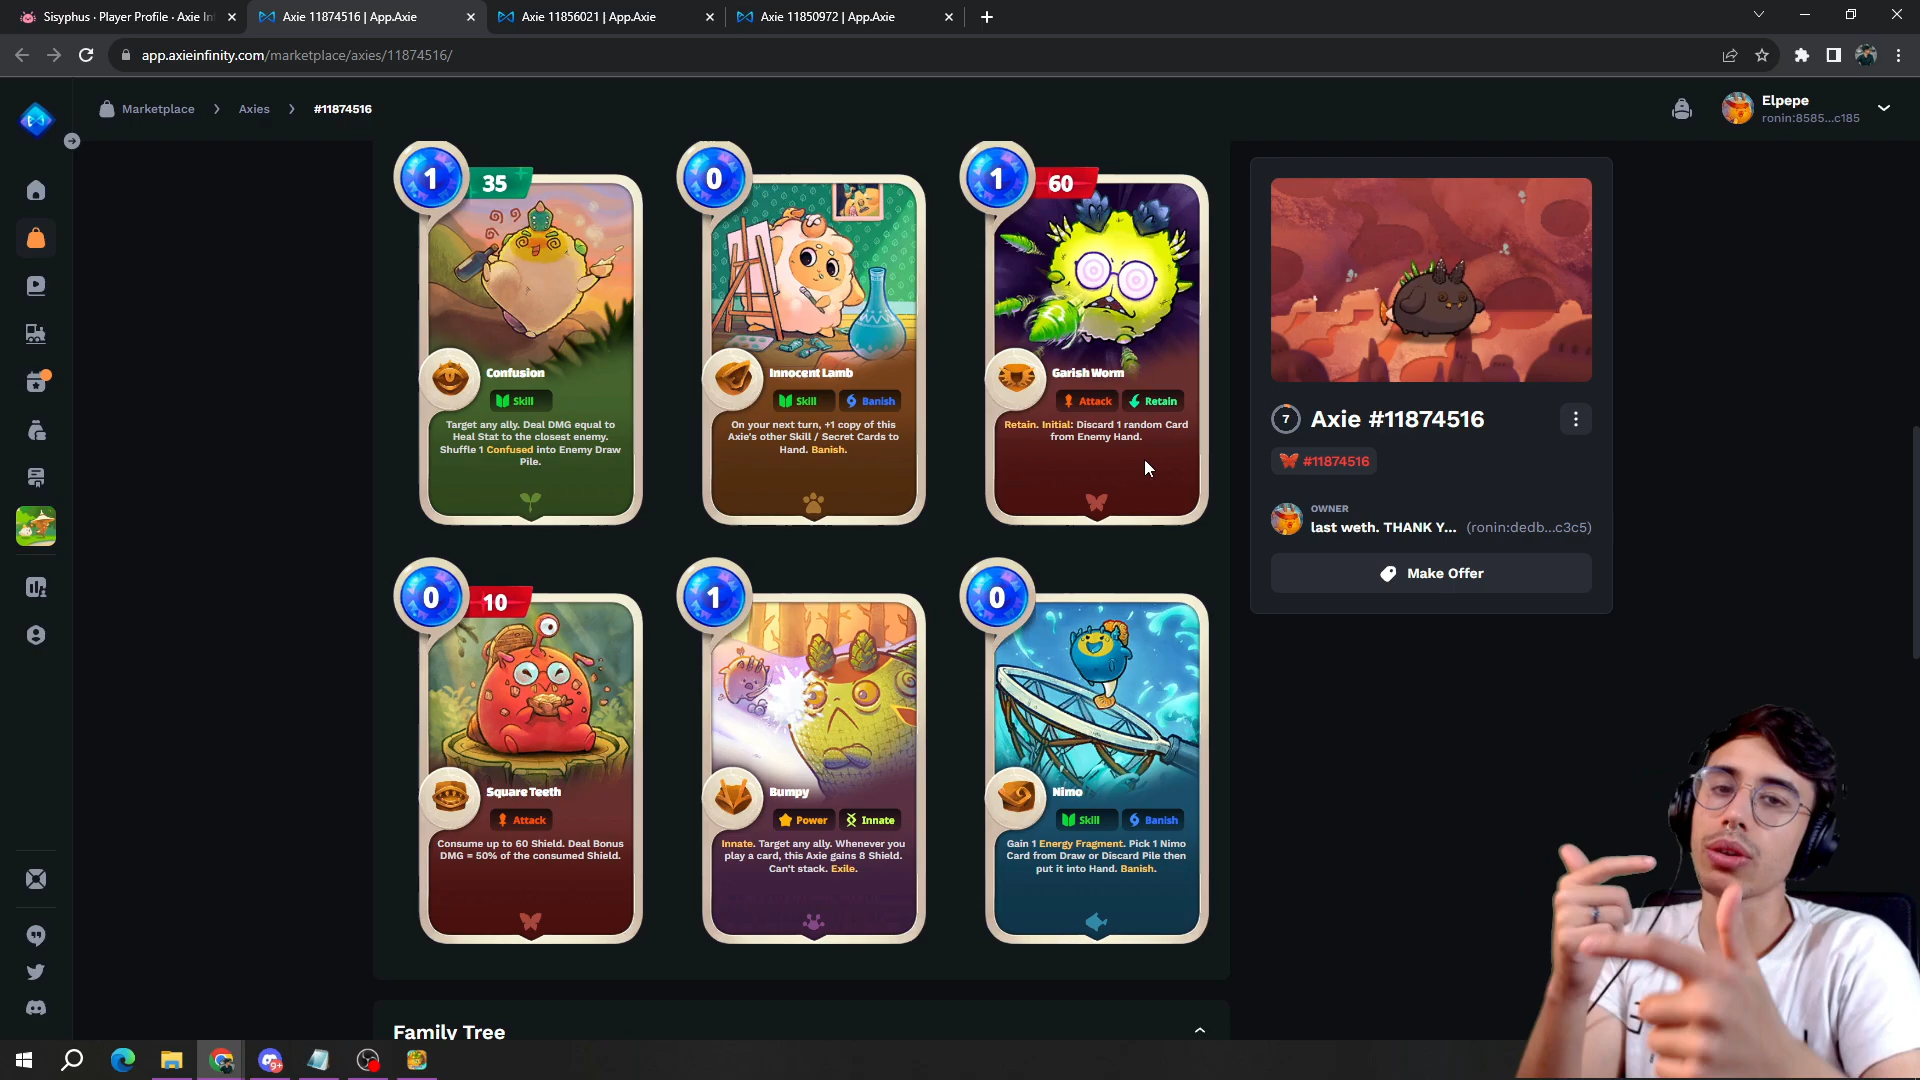 Sisyphus · Player Profile · Axie In
Axie 11874516 | App.Axie
Axie 11856021 | App.Axie
Axie 11850972 | App.Axie
app.axieinfinity.com/marketplace/axies/11874516/
Marketplace
Axies
#11874516
Elpepe
ronin:8585...c185
1
35
Confusion
Skill
Target any ally. Deal DMG equal to
Heal Stat to the closest enemy.
Shuffle 1 Confused into Enemy Draw
Pile.
0
Innocent Lamb
Skill
Banish
On your next turn, +1 copy of this
Axie's other Skill / Secret Cards to
Hand. Banish.
1
60
Garish Worm
Attack
Retain
Retain. Initial: Discard 1 random Card
from Enemy Hand.
0
10
Square Teeth
Attack
Consume up to 60 Shield. Deal Bonus
DMG = 50% of the consumed Shield.
1
Bumpy
Power
Innate
Innate. Target any ally. Whenever you
play a card, this Axie gains 8 Shield.
Can't stack. Exile.
0
Nimo
Skill
Banish
Gain 1 Energy Fragment. Pick 1 Nimo
Card from Draw or Discard Pile then
put it into Hand. Banish.
7
Axie #11874516
#11874516
OWNER
last weth. THANK Y... (ronin:dedb...c3c5)
Make Offer
Family Tree
9+